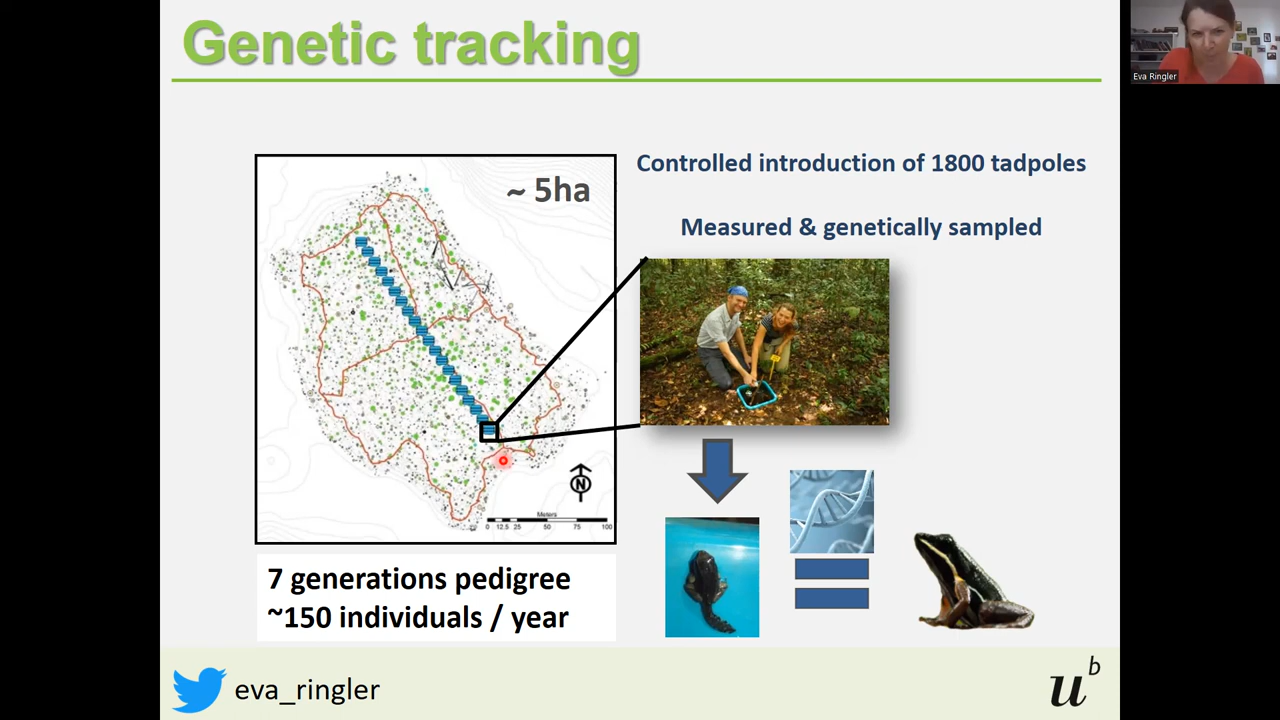 Genetic tracking
Eva Ringler
~ 5ha
Controlled introduction of 1800 tadpoles
Measured & genetically sampled
N
Meters
0 12.5 25 50 75 100
7 generations pedigree
~150 individuals / year
eva_ringler
u b